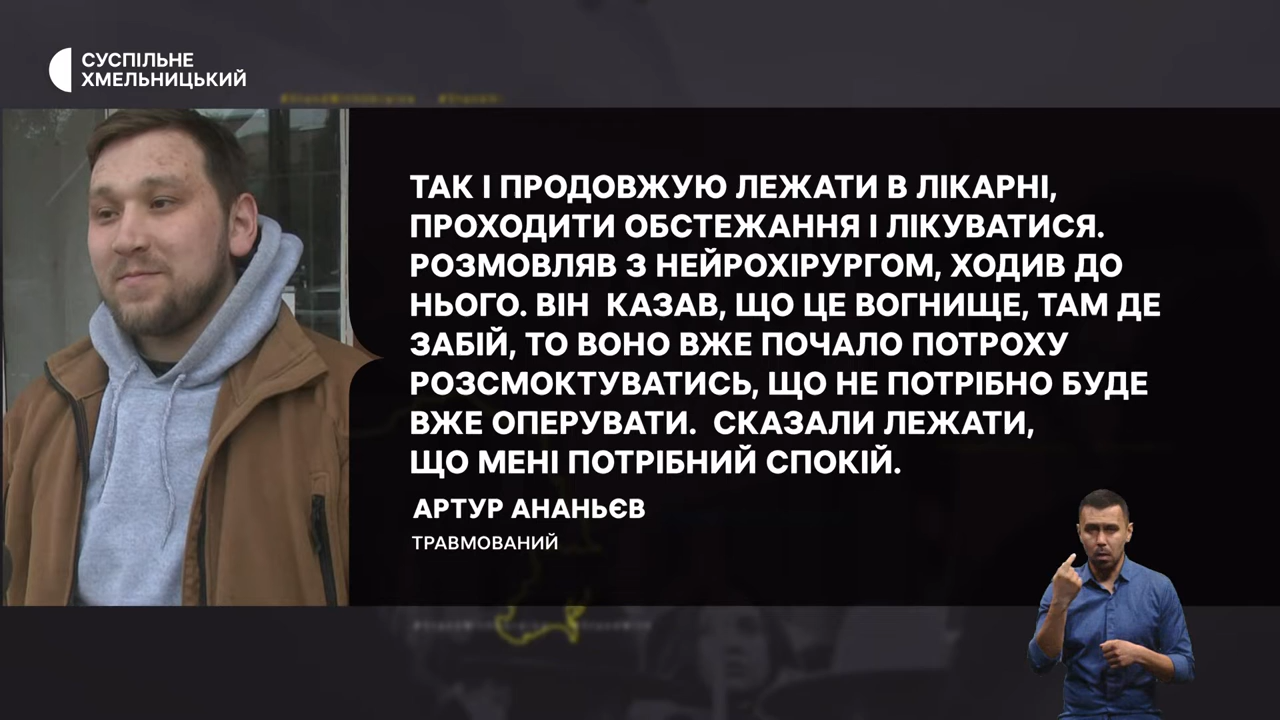 СУСПІЛЬНЕ
ХМЕЛЬНИЦЬКИЙ
ТАК І ПРОДОВЖУЮ ЛЕЖАТИ В ЛІКАРНІ,
ПРОХОДИТИ ОБСТЕЖАННЯ І ЛІКУВАТИСЯ.
РОЗМОВЛЯВ З НЕЙРОХІРУРГОМ, ХОДИВ ДО
НЬОГО. ВІН КАЗАВ, ЩО ЦЕ ВОГНИЩЕ, ТАМ ДЕ
ЗАБІЙ, ТО ВОНО ВЖЕ ПОЧАЛО ПОТРОХУ
РОЗСМОКТУВАТИСЬ, ЩО НЕ ПОТРІБНО БУДЕ
ВЖЕ ОПЕРУВАТИ. СКАЗАЛИ ЛЕЖАТИ,
ЩО МЕНІ ПОТРІБНИЙ СПОКІЙ.
АРТУР АНАНЬЄВ
ТРАВМОВАНИЙ